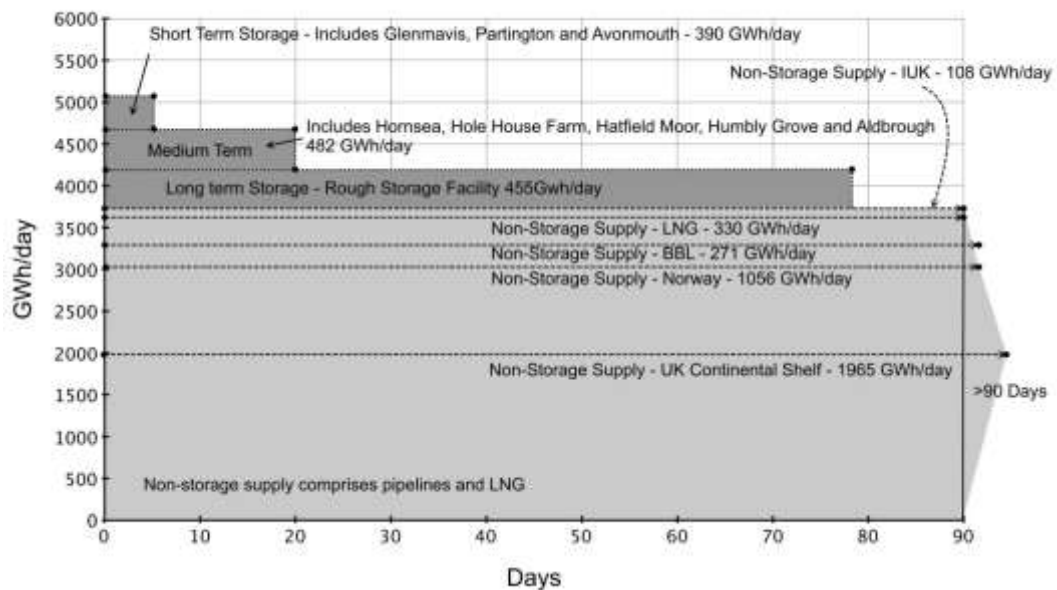 6000
Short Term Storage - Includes Glenmavis, Partington and Avonmouth - 390 GWh/day
5500
Non-Storage Supply - IUK - 108 GWh/day
5000
Includes Hornsea, Hole House Farm, Hatfield Moor, Humbly Grove and Aldbrough
482 GWh/day
4500
Medium Term
4000
Long term Storage - Rough Storage Facility 455Gwh/day
3500
Non-Storage Supply - LNG - 330 GWh/day
Non-Storage Supply - BBL - 271 GWh/day
3000
Non-Storage Supply - Norway - 1056 GWh/day
2500
2000
Non-Storage Supply - UK Continental Shelf - 1965 GWh/day
>90 Days
1500
1000
500
Non-storage supply comprises pipelines and LNG
0
GWh/day
0 10 20 30 40 50 60 70 80 90
Days